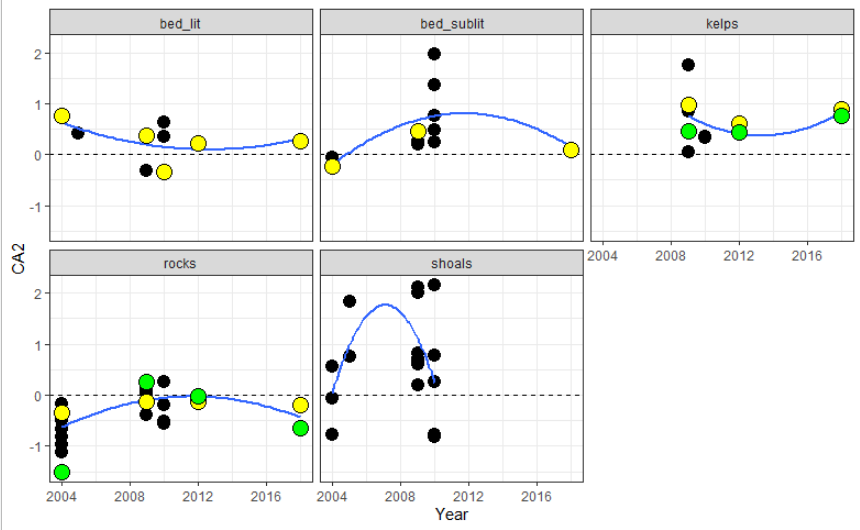 bed_lit bed_sublit kelps
2
1
0
-1
2004 2008 2012 2016
CA2
rocks shoals
2
1
0
-1
2004 2008 2012 2016 2004 2008 2012 2016
Year